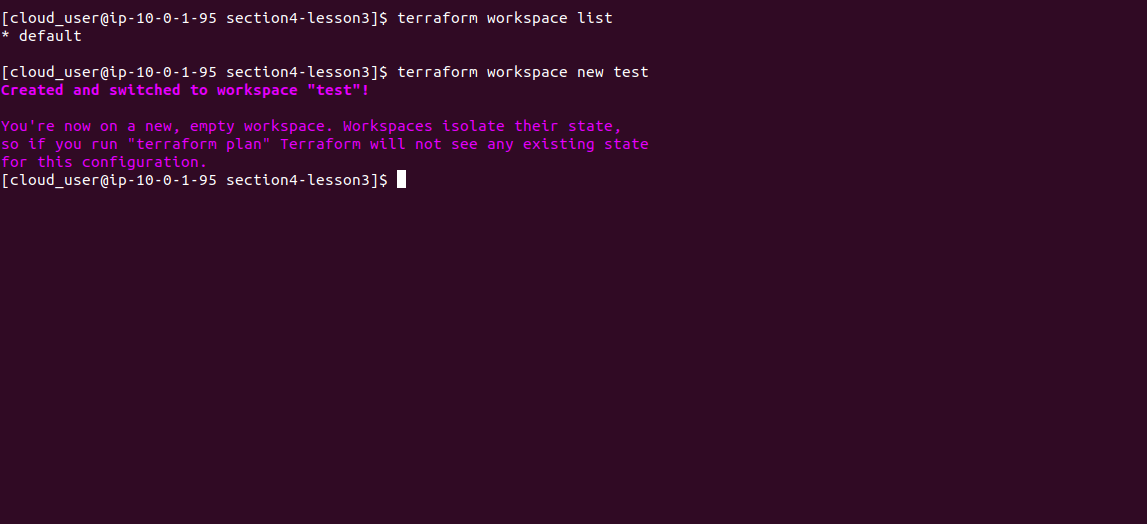 [cloud_user@ip-10-0-1-95 section4-lesson3]$ terraform workspace list
* default
[cloud_user@ip-10-0-1-95 section4-lesson3]$ terraform workspace new test
Created and switched to workspace "test"!
You're now on a new, empty workspace. Workspaces isolate their state,
so if you run "terraform plan" Terraform will not see any existing state
for this configuration.
[cloud_user@ip-10-0-1-95 section4-lesson3]$